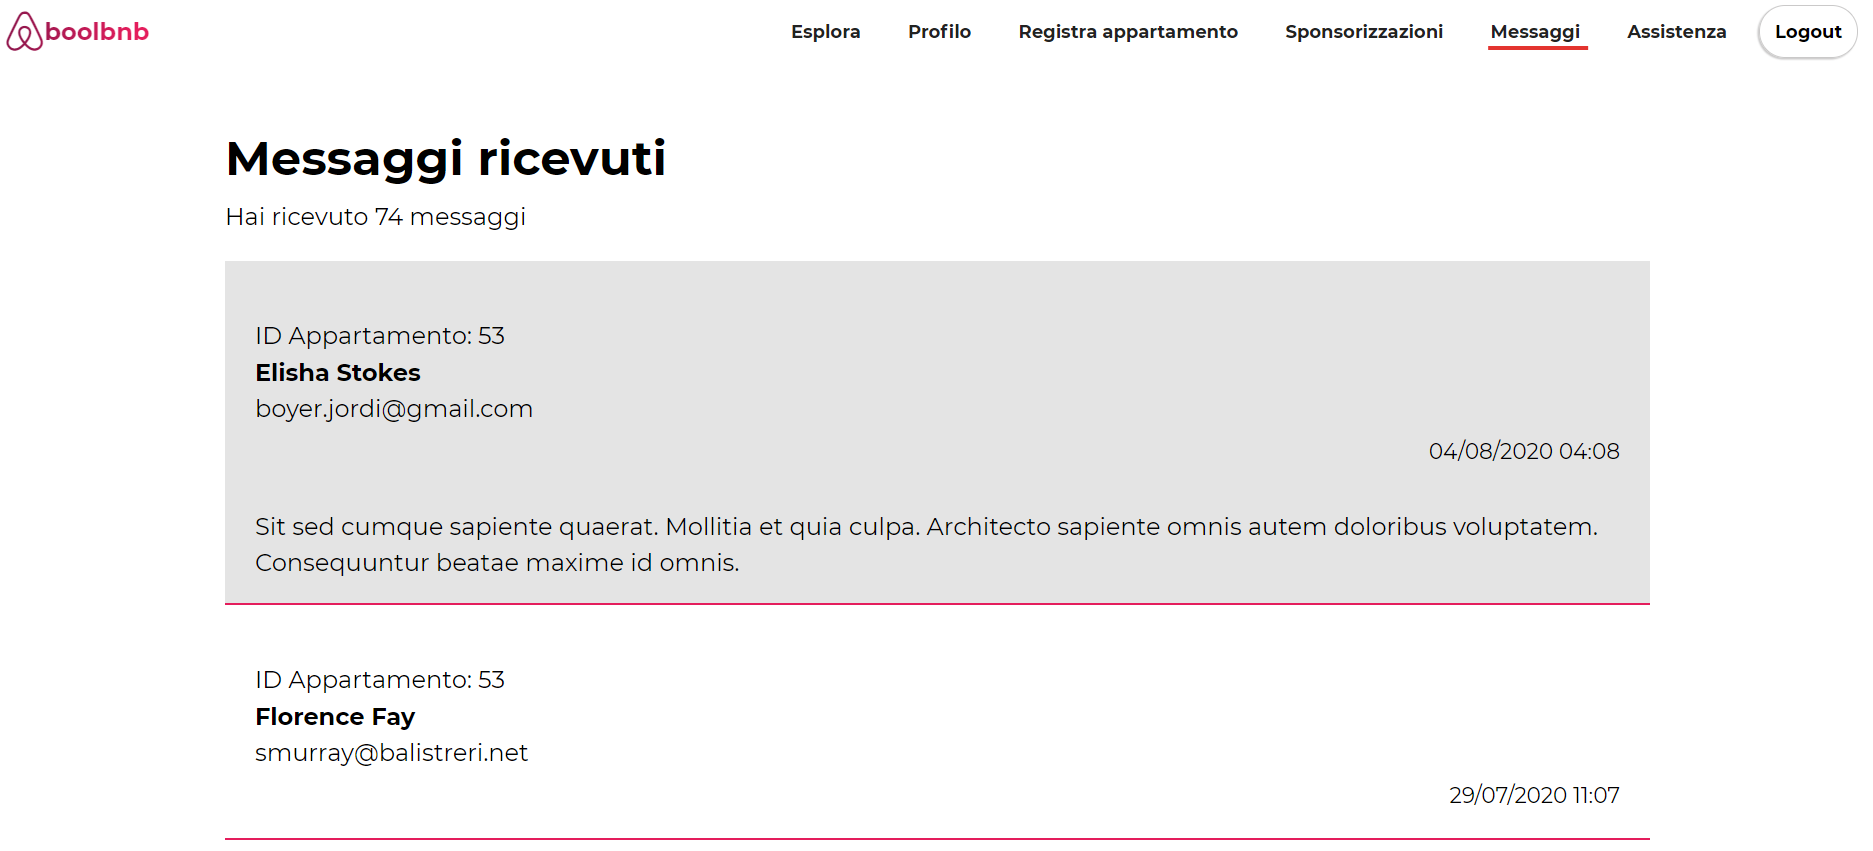 boolbnb
Esplora Profilo Registra appartamento Sponsorizzazioni Messaggi Assistenza Logout
Messaggi ricevuti
Hai ricevuto 74 messaggi
ID Appartamento: 53
Elisha Stokes
boyer.jordi@gmail.com
04/08/2020 04:08
Sit sed cumque sapiente quaerat. Mollitia et quia culpa. Architecto sapiente omnis autem doloribus voluptatem.
Consequuntur beatae maxime id omnis.
ID Appartamento: 53
Florence Fay
smurray@balistreri.net
29/07/2020 11:07